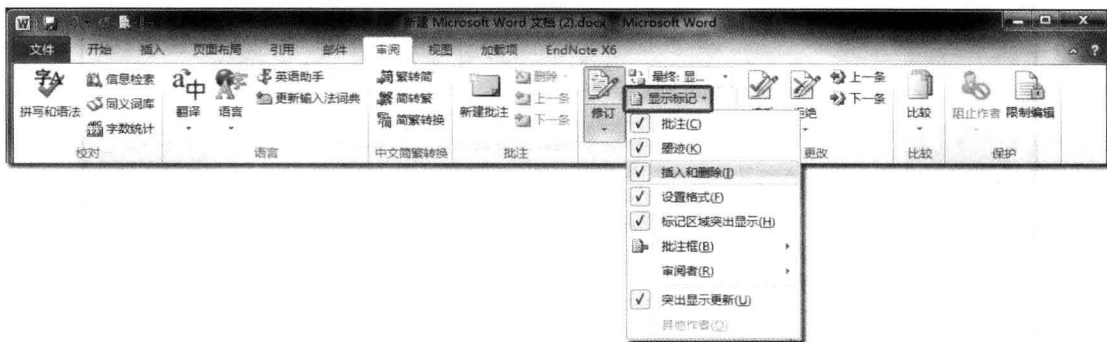 新建 Microsoft Word 文档 (2).docx - Microsoft Word
文件 开始 插入 页面布局 引用 邮件 审阅 视图 加载项 EndNote X6
拼写和语法
信息检索
同义词库
字数统计
校对
翻译
语言
英语助手
更新输入法词典
语言
繁转简
简转繁
简繁转换
中文简繁转换
新建批注
删除
上一条
下一条
批注
修订
最终: 显...
显示标记
批注(C)
墨迹(K)
插入和删除(I)
设置格式(F)
标记区域突出显示(H)
批注框(B)
审阅者(R)
突出显示更新(U)
其他作者(O)
上一条
下一条
更改
比较
比较
阻止作者
限制编辑
保护